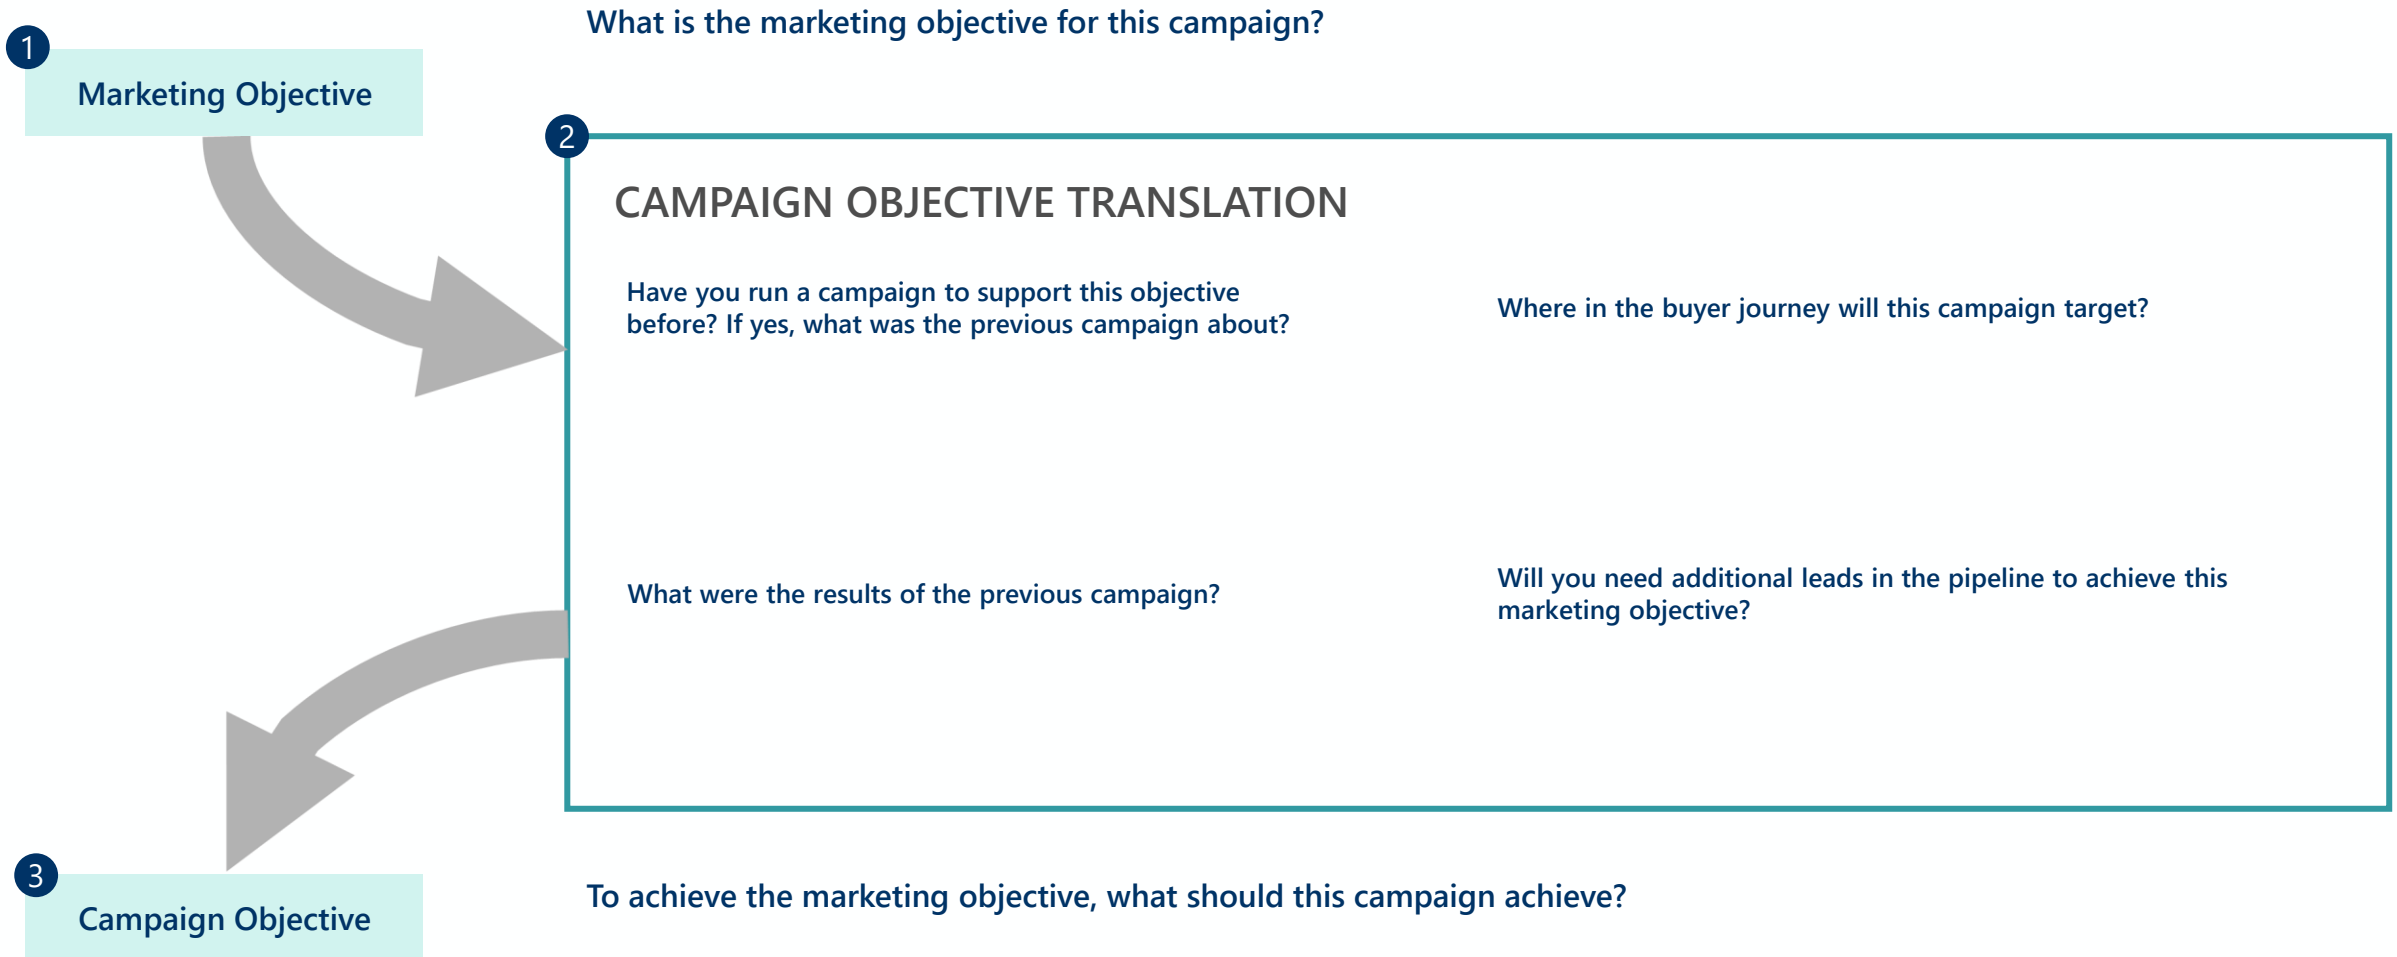 What is the marketing objective for this campaign?
1
Marketing Objective
2
CAMPAIGN OBJECTIVE TRANSLATION
Have you run a campaign to support this objective
before? If yes, what was the previous campaign about?
Where in the buyer journey will this campaign target?
What were the results of the previous campaign?
Will you need additional leads in the pipeline to achieve this
marketing objective?
3
Campaign Objective
To achieve the marketing objective, what should this campaign achieve?